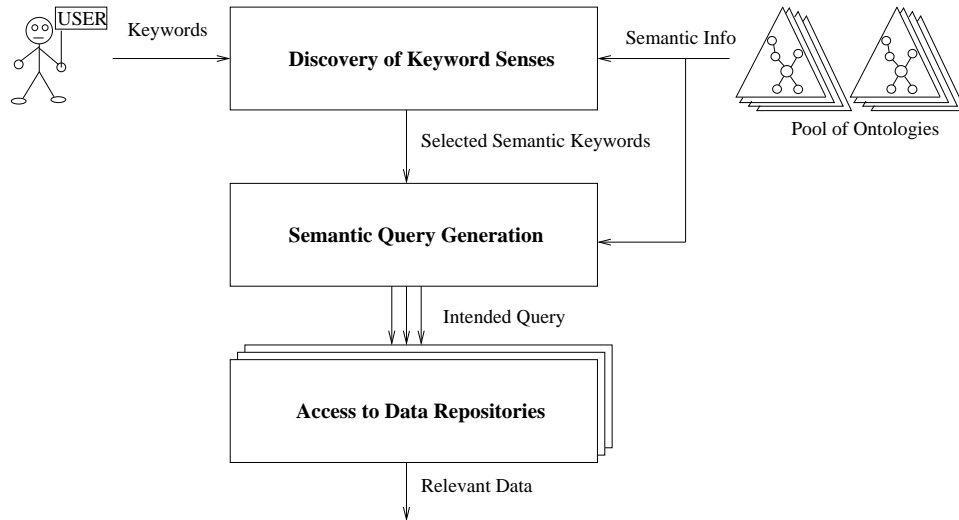 USER
Keywords
Discovery of Keyword Senses
Semantic Info
Pool of Ontologies
Selected Semantic Keywords
Semantic Query Generation
Intended Query
Access to Data Repositories
Relevant Data